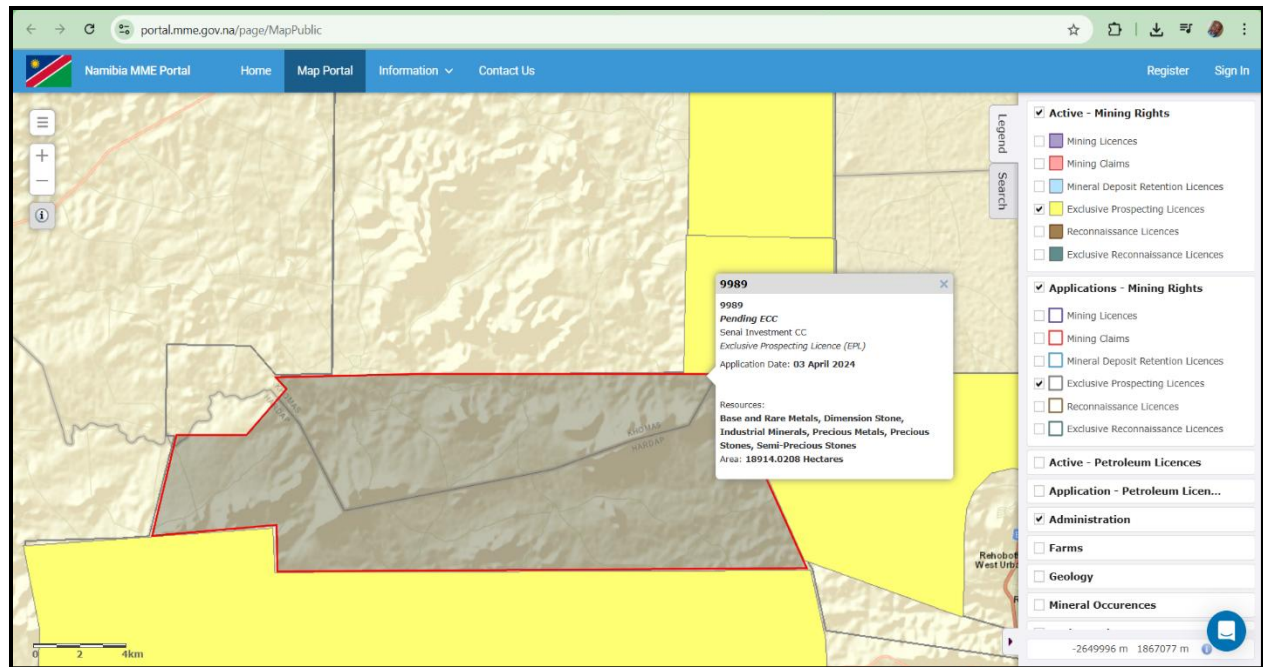 portal.mme.gov.na/page/MapPublic
Namibia MME Portal
Home
Map Portal
Information
Contact Us
Register
Sign In
Legend
Search
Active - Mining Rights
Mining Licences
Mining Claims
Mineral Deposit Retention Licences
Exclusive Prospecting Licences
Reconnaissance Licences
Exclusive Reconnaissance Licences
Applications - Mining Rights
Mining Licences
Mining Claims
Mineral Deposit Retention Licences
Exclusive Prospecting Licences
Reconnaissance Licences
Exclusive Reconnaissance Licences
Active - Petroleum Licences
Application - Petroleum Licen...
Administration
Farms
Geology
Mineral Occurences
9989
9989
Pending ECC
Senai Investment CC
Exclusive Prospecting Licence (EPL)
Application Date: 03 April 2024
Resources:
Base and Rare Metals, Dimension Stone,
Industrial Minerals, Precious Metals, Precious
Stones, Semi-Precious Stones
Area: 18914.0208 Hectares
KHOMAS
HARDAP
KHOMAS
HARDAP
Rehobot
West Urb
R
0 2 4km
-2649996 m 1867077 m